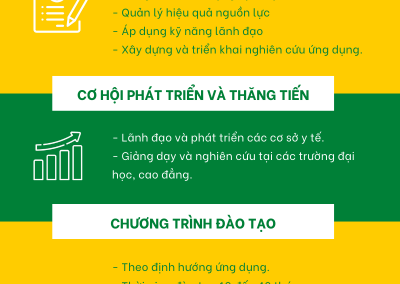 - Quản lý hiệu quả nguồn lực
- Áp dụng kỹ năng lãnh đạo
- Xây dựng và triển khai nghiên cứu ứng dụng.
CƠ HỘI PHÁT TRIỂN VÀ THĂNG TIẾN
- Lãnh đạo và phát triển các cơ sở y tế.
- Giảng dạy và nghiên cứu tại các trường đại
học, cao đẳng.
CHƯƠNG TRÌNH ĐÀO TẠO
- Theo định hướng ứng dụng.